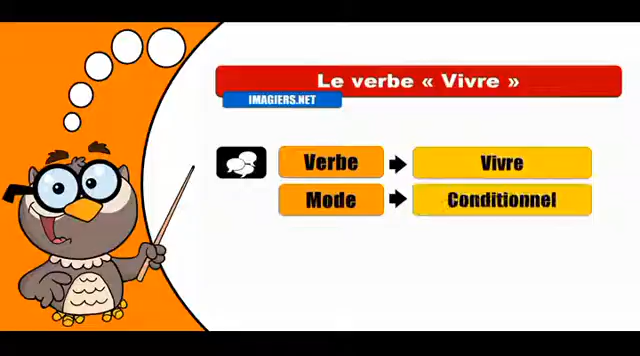 Le verbe « Vivre »
IMAGIERS.NET
Verbe Vivre
Mode Conditionnel